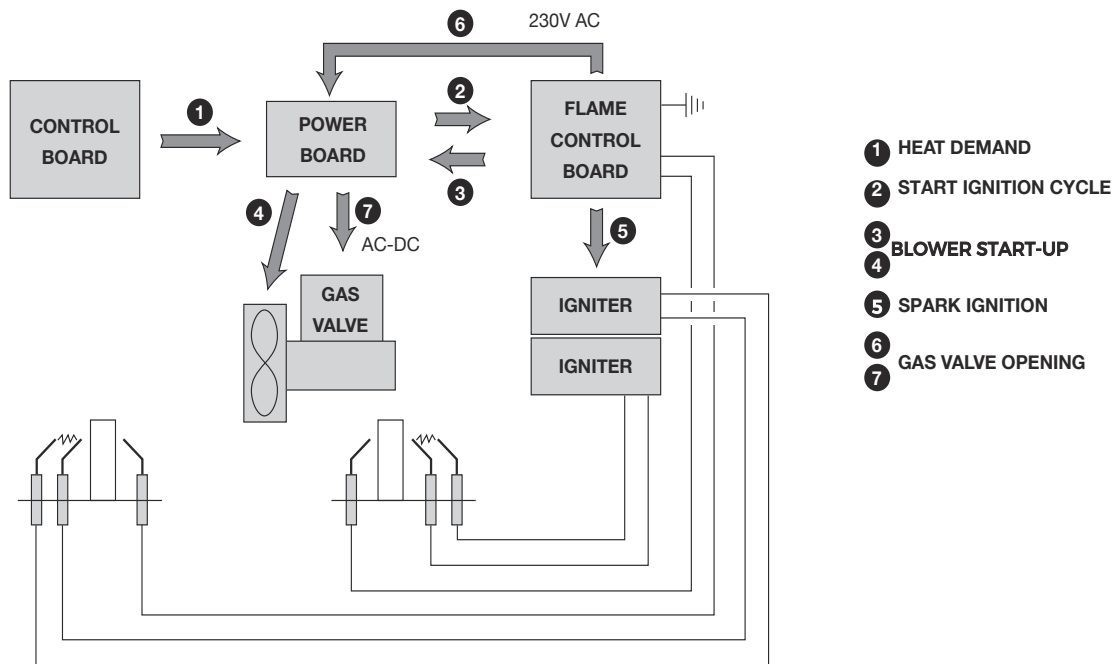 6
230V AC
CONTROL
BOARD
1
POWER
BOARD
2
3
FLAME
CONTROL
BOARD
4
7
AC-DC
5
GAS
VALVE
IGNITER
IGNITER
1 HEAT DEMAND
2 START IGNITION CYCLE
3
BLOWER START-UP
4
5 SPARK IGNITION
6
GAS VALVE OPENING
7